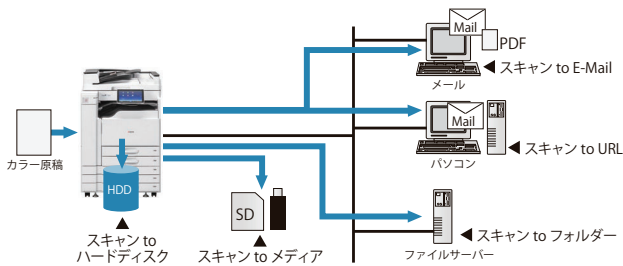 Mail
PDF
◀ スキャン to E-Mail
メール
Mail
◀ スキャン to URL
パソコン
カラー原稿
HDD
SD
▲
スキャン to
ハードディスク
▲
スキャン to メディア
◀ スキャン to フォルダー
ファイルサーバー